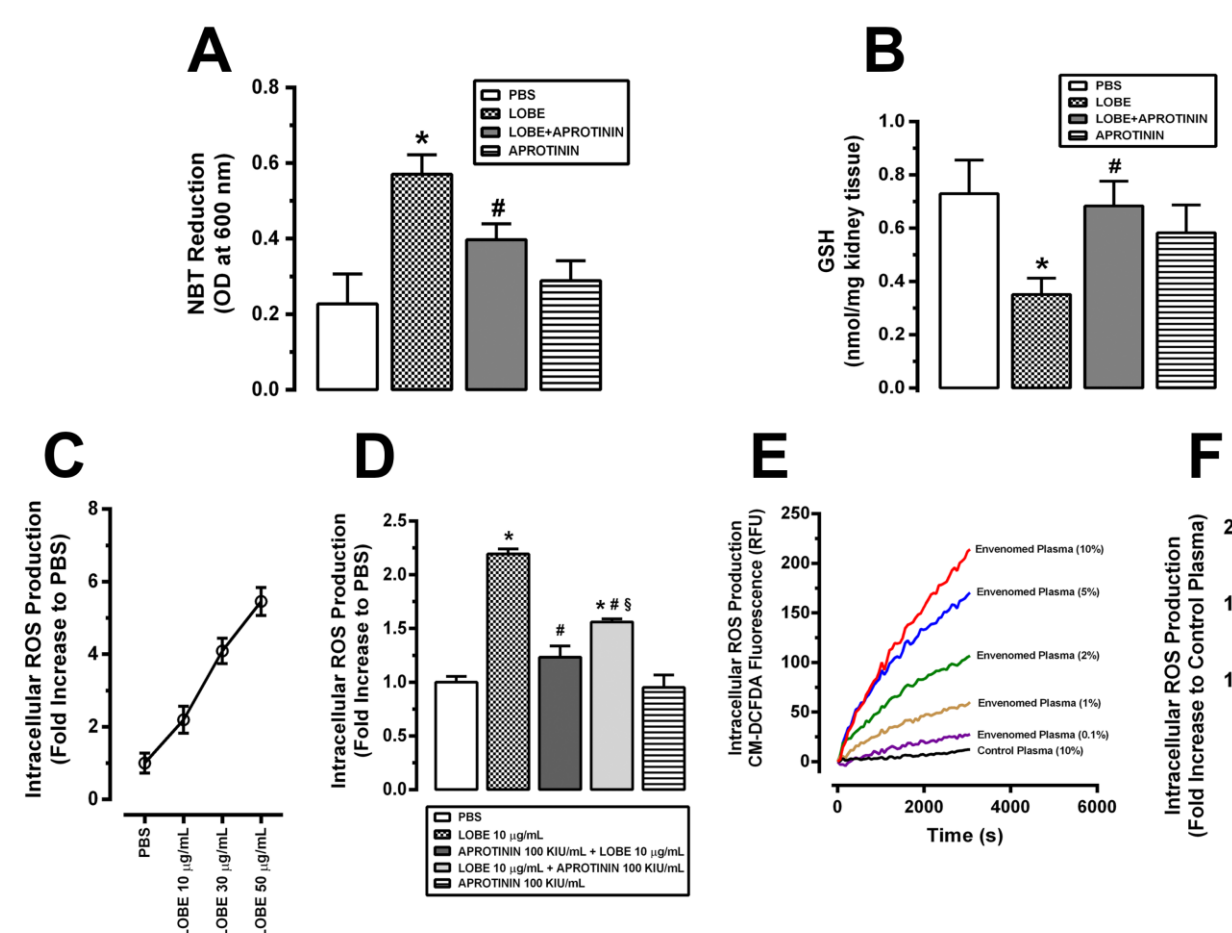 A
NBT Reduction
(OD at 600 nm)
0.8
0.6
0.4
0.2
0.0
PBS
LOBE
LOBE+APROTININ
APROTININ
*
#
B
GSH
(nmol/mg kidney tissue)
1.0
0.8
0.6
0.4
0.2
0.0
PBS
LOBE
LOBE+APROTININ
APROTININ
*
#
C
Intracellular ROS Production
(Fold Increase to PBS)
8
6
4
2
0
PBS
LOBE 10 µg/mL
LOBE 30 µg/mL
LOBE 50 µg/mL
D
Intracellular ROS Production
(Fold Increase to PBS)
2.5
2.0
1.5
1.0
0.5
0.0
*
#
* # §
PBS
LOBE 10 µg/mL
APROTININ 100 KIU/mL + LOBE 10 µg/mL
LOBE 10 µg/mL + APROTININ 100 KIU/mL
APROTININ 100 KIU/mL
E
Intracellular ROS Production
CM-DCFDA Fluorescence (RFU)
250
200
150
100
50
0
Envenomed Plasma (10%)
Envenomed Plasma (5%)
Envenomed Plasma (2%)
Envenomed Plasma (1%)
Envenomed Plasma (0.1%)
Control Plasma (10%)
0 2000 4000 6000
Time (s)
F
Intracellular ROS Production
(Fold Increase to Control Plasma)